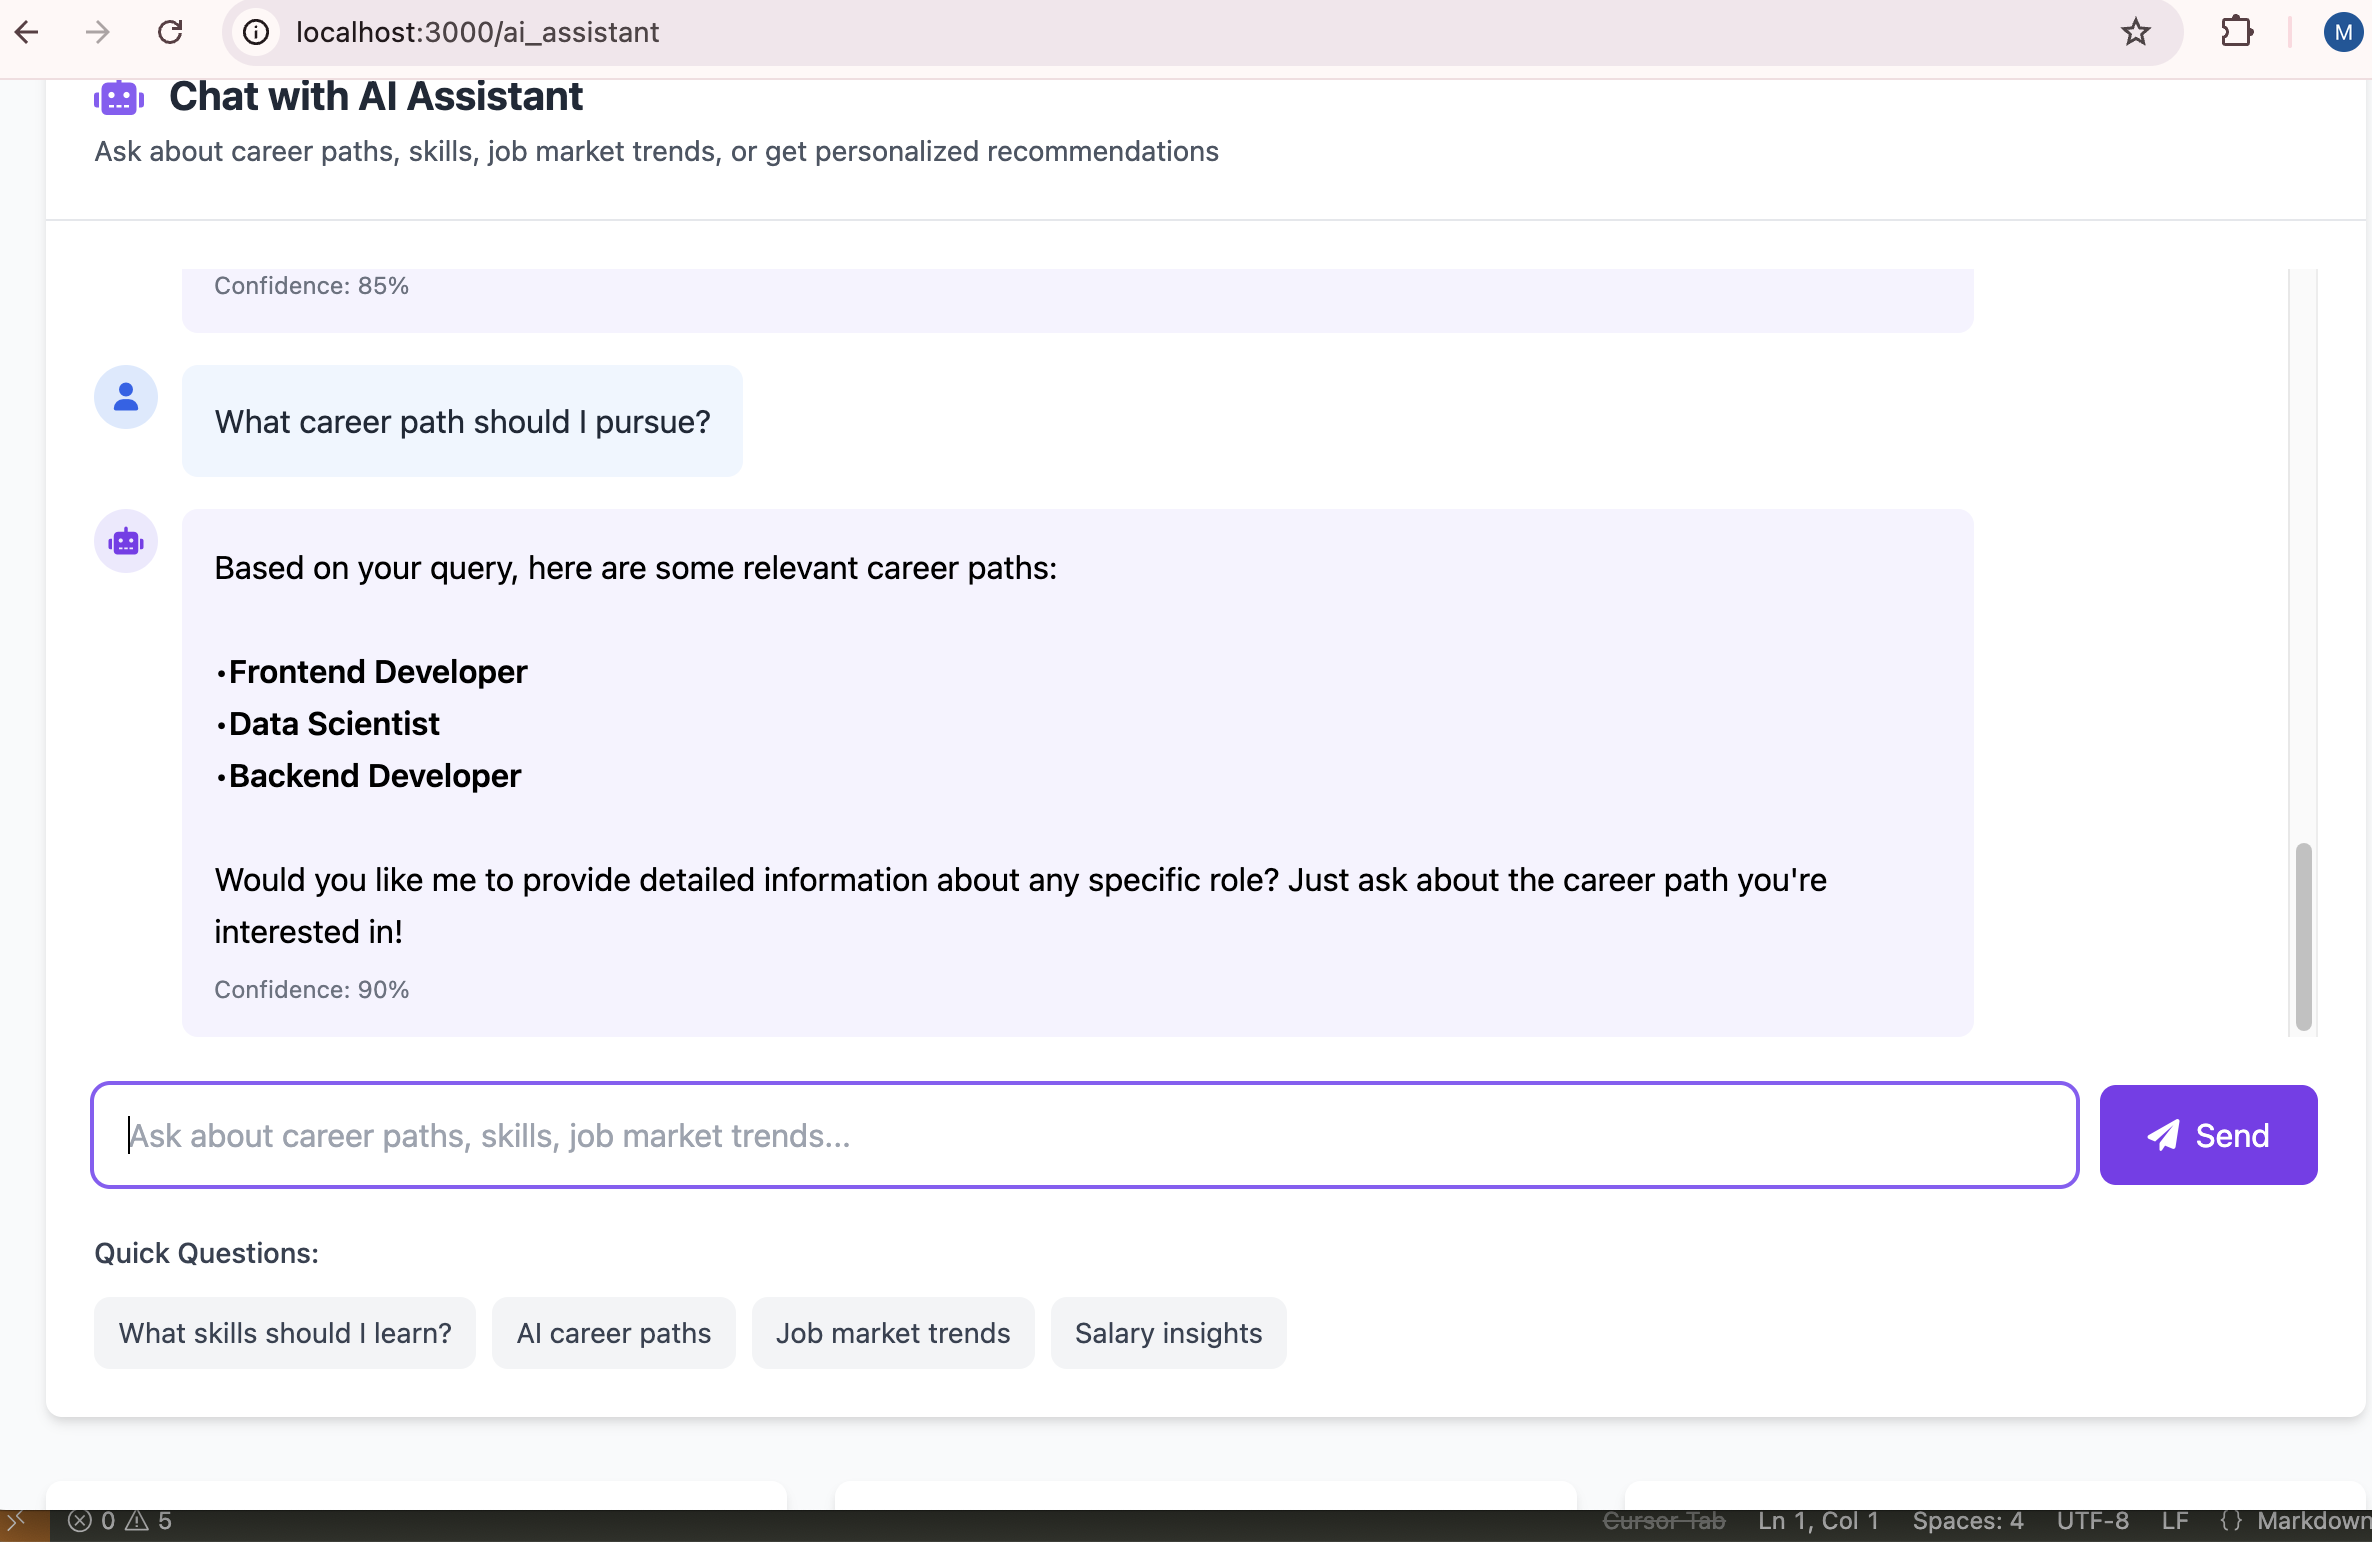 localhost:3000/ai_assistant
M
Chat with AI Assistant
Ask about career paths, skills, job market trends, or get personalized recommendations
Confidence: 85%
What career path should I pursue?
Based on your query, here are some relevant career paths:
•Frontend Developer
•Data Scientist
•Backend Developer
Would you like me to provide detailed information about any specific role? Just ask about the career path you're
interested in!
Confidence: 90%
Ask about career paths, skills, job market trends...
Send
Quick Questions:
What skills should I learn?
AI career paths
Job market trends
Salary insights
0 5 Cursor Tab Ln 1, Col 1 Spaces: 4 UTF-8 LF {} Markdown